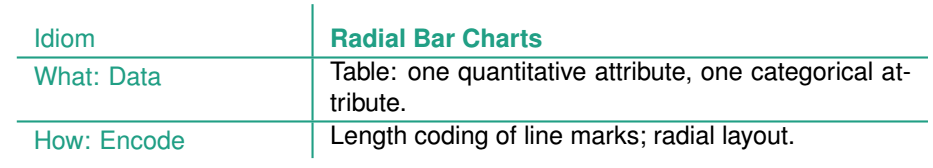 Idiom Radial Bar Charts
What: Data Table: one quantitative attribute, one categorical at-
tribute.
How: Encode Length coding of line marks; radial layout.